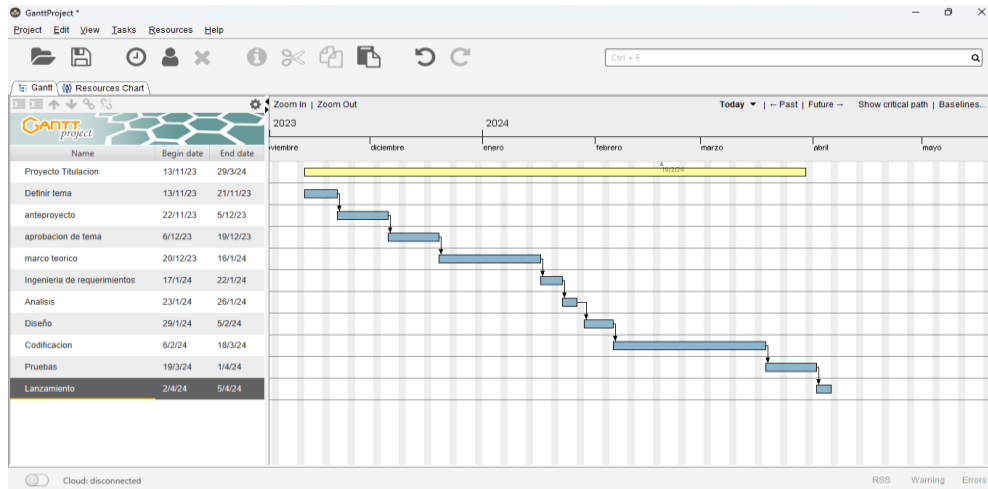 GanttProject *
Project Edit View Tasks Resources Help
Ctrl + F
Gantt Resources Chart
Zoom In | Zoom Out Today | ←Past | Future→ Show critical path | Baselines...
GANTT project
2023 2024
viembre diciembre enero febrero marzo abril mayo
Name Begin date End date
Proyecto Titulacion 13/11/23 29/3/24
19/2/24
Definir tema 13/11/23 21/11/23
anteproyecto 22/11/23 5/12/23
aprobacion de tema 6/12/23 19/12/23
marco teorico 20/12/23 16/1/24
Ingenieria de requerimientos 17/1/24 22/1/24
Analisis 23/1/24 26/1/24
Diseño 29/1/24 5/2/24
Codificacion 6/2/24 18/3/24
Pruebas 19/3/24 1/4/24
Lanzamiento 2/4/24 5/4/24
Cloud: disconnected RSS Warning Errors